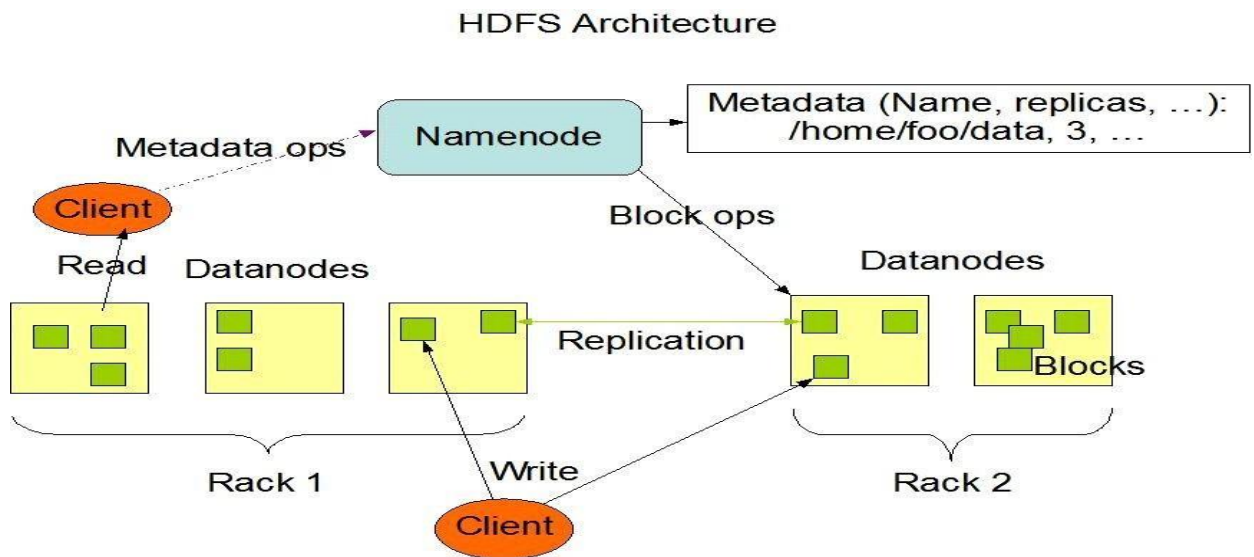 HDFS Architecture
Metadata (Name, replicas, ...):
/home/foo/data, 3, ...
Namenode
Metadata ops
Client
Block ops
Read
Datanodes
Datanodes
Replication
Blocks
Rack 1
Write
Rack 2
Client